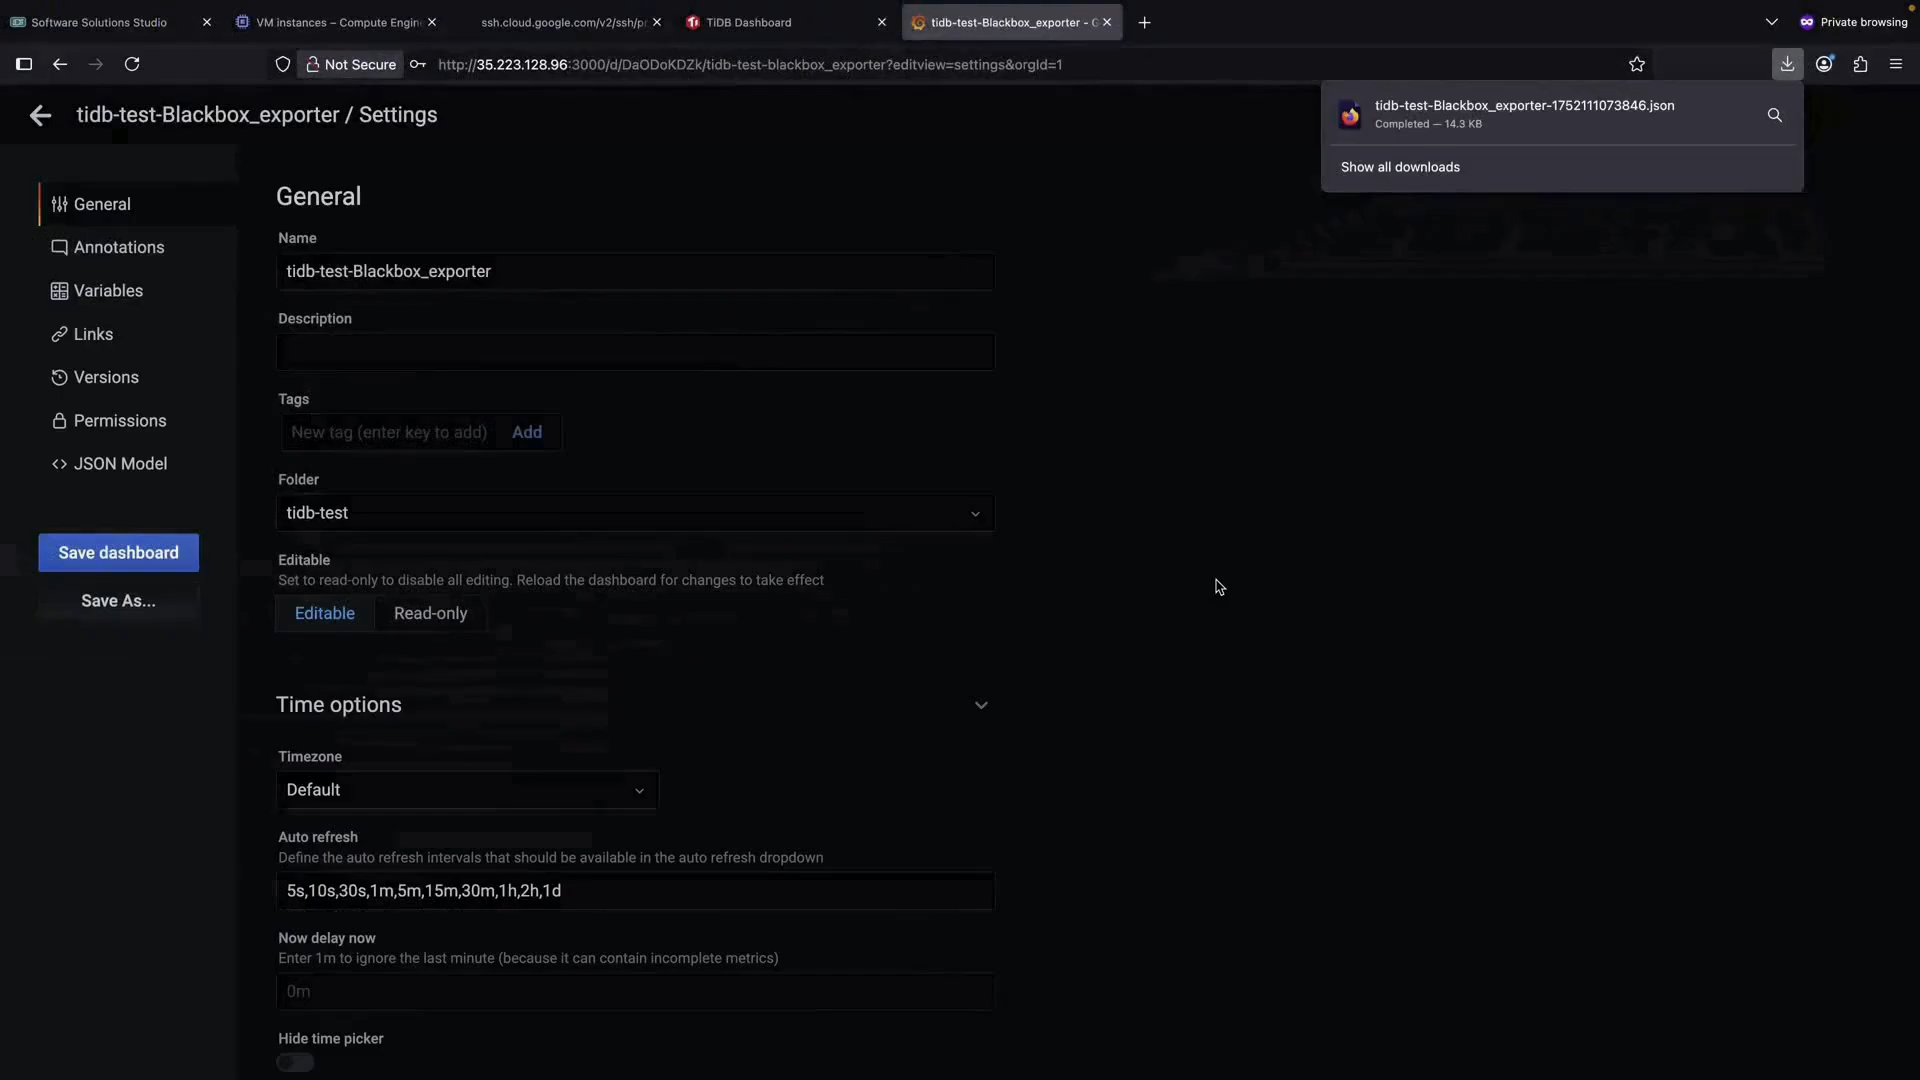 Software Solutions Studio
VM instances – Compute Engin
ssh.cloud.google.com/v2/ssh/pr
TiDB Dashboard
tidb-test-Blackbox_exporter - G
Private browsing
Not Secure
http://35.223.128.96:3000/d/DaODoKDZk/tidb-test-blackbox_exporter?editview=settings&orgId=1
tidb-test-Blackbox_exporter-1752111073846.json
Completed — 14.3 KB
Show all downloads
tidb-test-Blackbox_exporter / Settings
General
Annotations
Variables
Links
Versions
Permissions
JSON Model
Save dashboard
Save As...
General
Name
tidb-test-Blackbox_exporter
Description
Tags
New tag (enter key to add)
Add
Folder
tidb-test
Editable
Set to read-only to disable all editing. Reload the dashboard for changes to take effect
Editable
Read-only
Time options
Timezone
Default
Auto refresh
Define the auto refresh intervals that should be available in the auto refresh dropdown
5s,10s,30s,1m,5m,15m,30m,1h,2h,1d
Now delay now
Enter 1m to ignore the last minute (because it can contain incomplete metrics)
0m
Hide time picker